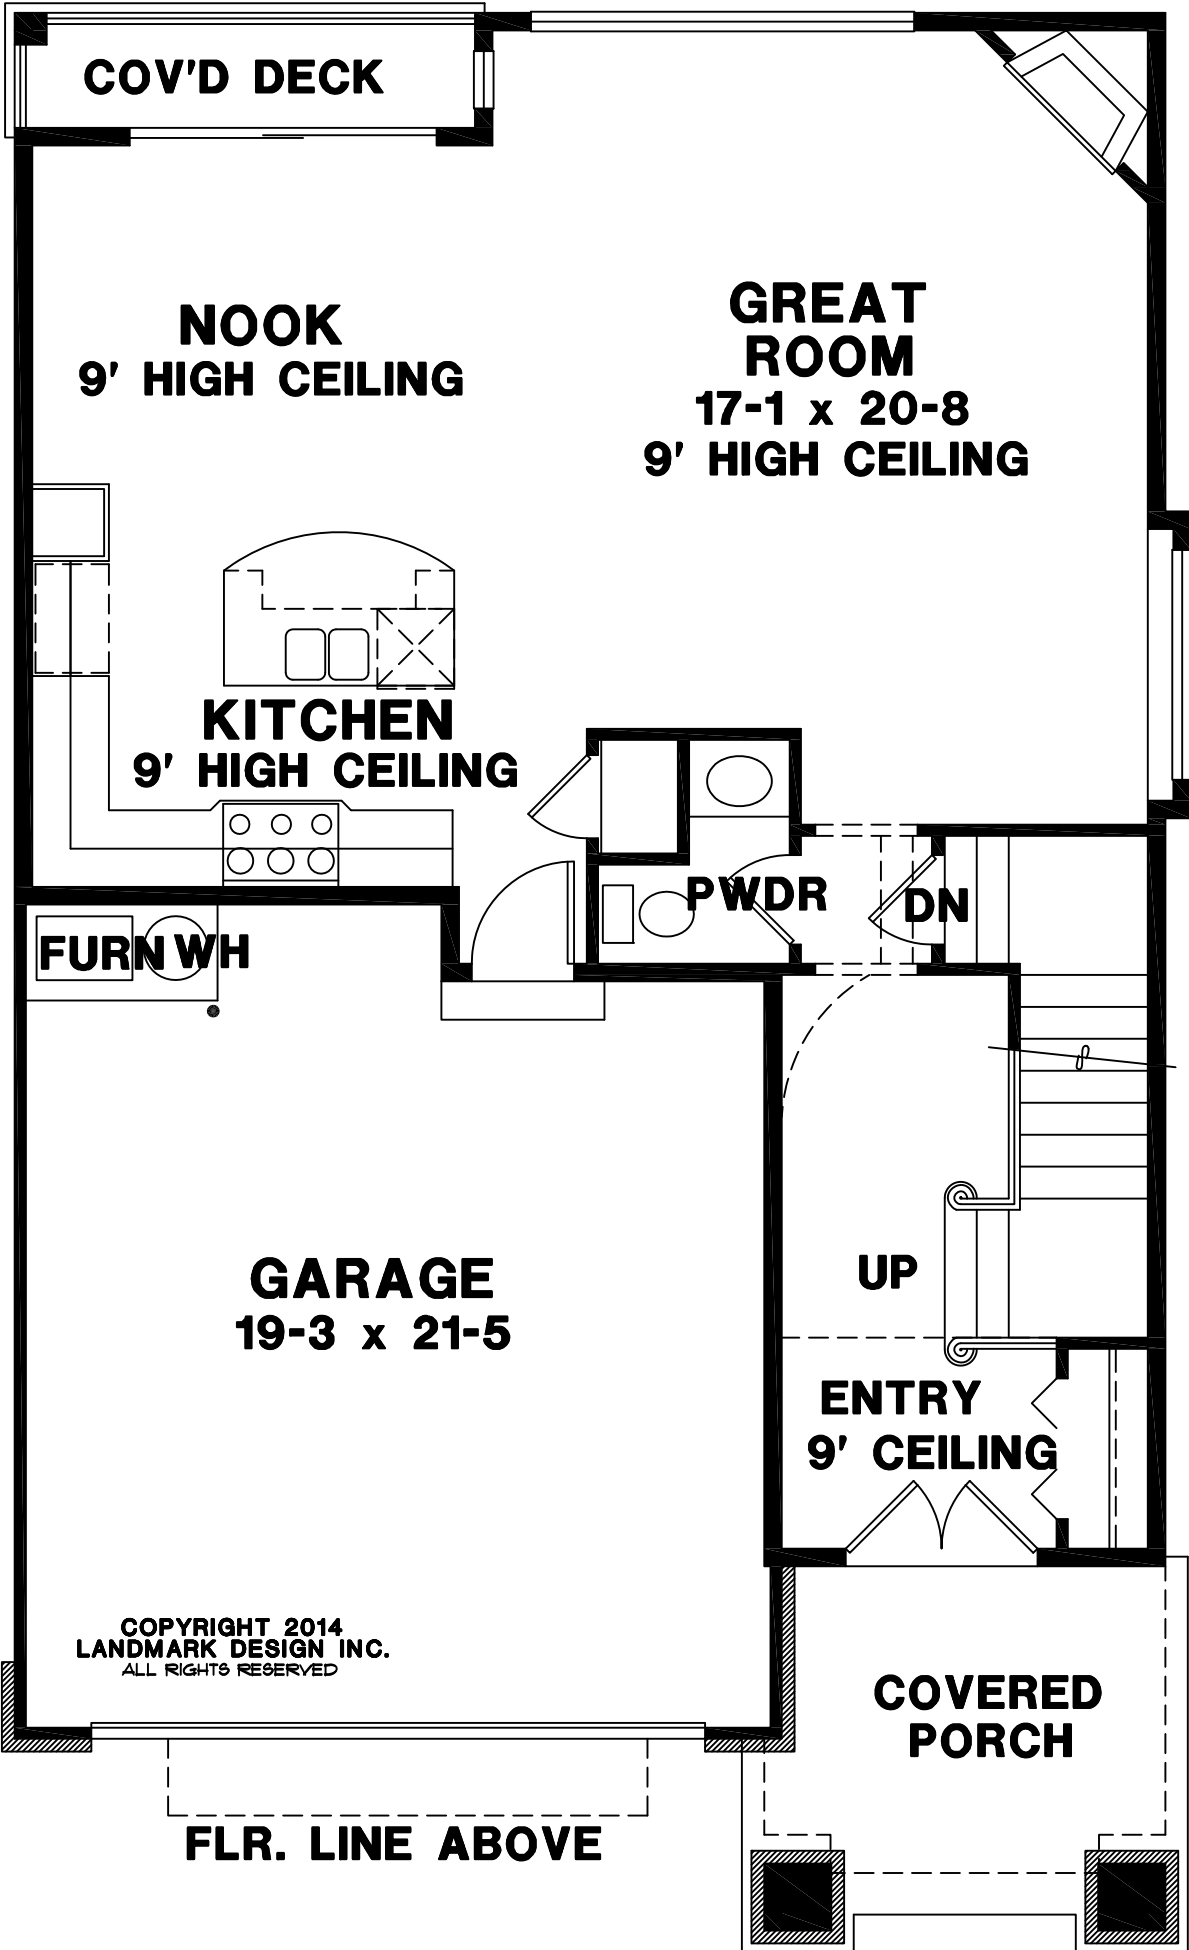 COV'D DECK
NOOK
9' HIGH CEILING
GREAT
ROOM
17-1 x 20-8
9' HIGH CEILING
KITCHEN
9' HIGH CEILING
PWDR
DN
FURN
WH
GARAGE
19-3 x 21-5
UP
ENTRY
9' CEILING
COPYRIGHT 2014
LANDMARK DESIGN INC.
ALL RIGHTS RESERVED
COVERED
PORCH
FLR. LINE ABOVE